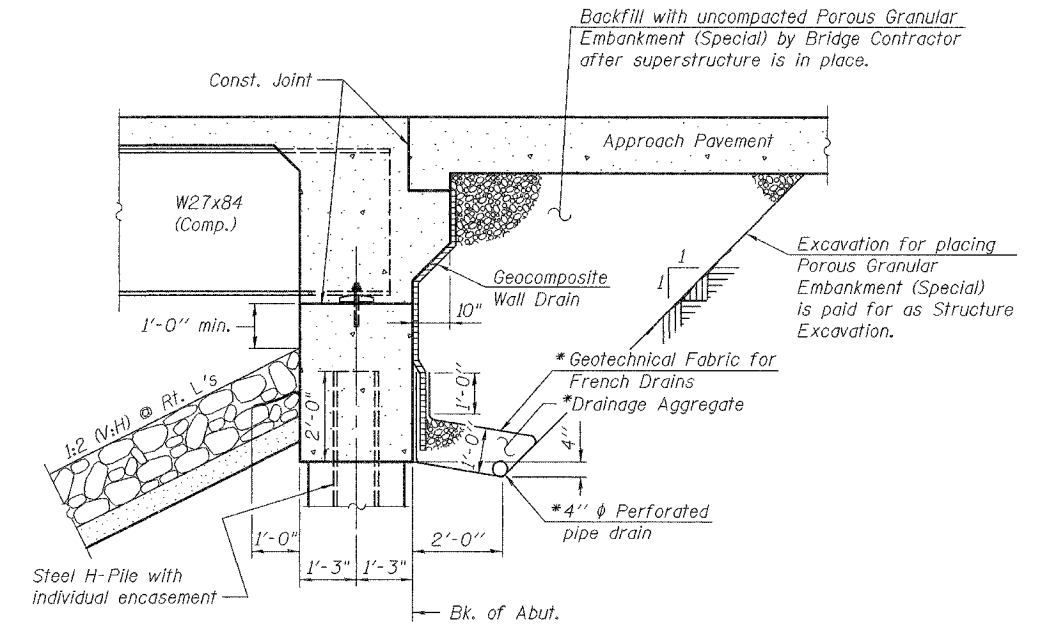 Backfill with uncompacted Porous Granular
Embankment (Special) by Bridge Contractor
after superstructure is in place.
Const. Joint
Approach Pavement
W27x84
(Comp.)
Geocomposite
Wall Drain
Excavation for placing
Porous Granular
Embankment (Special)
is paid for as Structure
Excavation.
1
1
10"
1'-0" min.
*Geotechnical Fabric for
French Drains
*Drainage Aggregate
1:2 (V:H) @ Rt. L's
2'-0"
1'-0"
1'-0"
4"
*4" ϕ Perforated
pipe drain
1'-0"
2'-0"
1'-3"
1'-3"
Steel H-Pile with
individual encasement
Bk. of Abut.